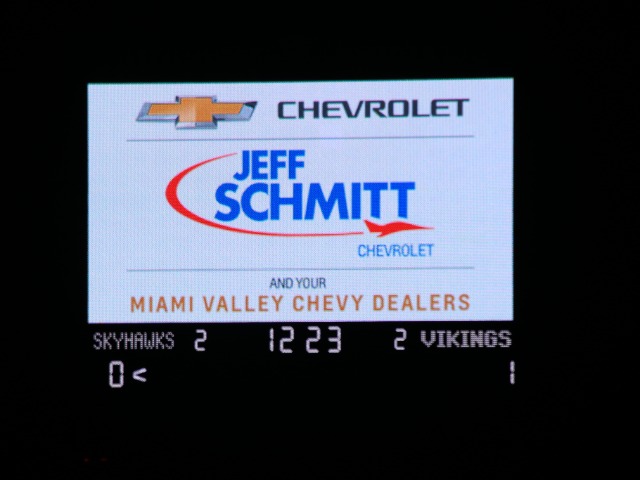 CHEVROLET
JEFF
SCHMITT
CHEVROLET
AND YOUR
MIAMI VALLEY CHEVY DEALERS
SKYHAWKS 2 12 23 2 VIKINGS
0 < 1